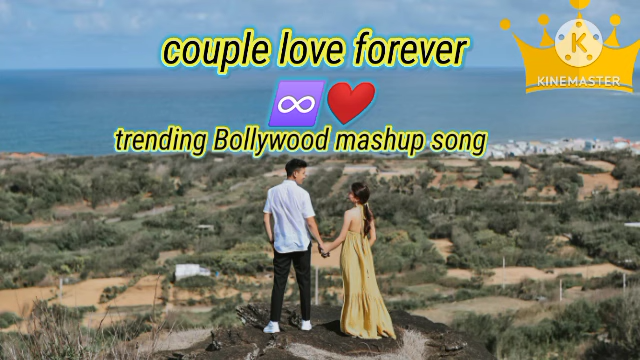 couple love forever
♾️❤️
trending Bollywood mashup song
K
KINEMASTER